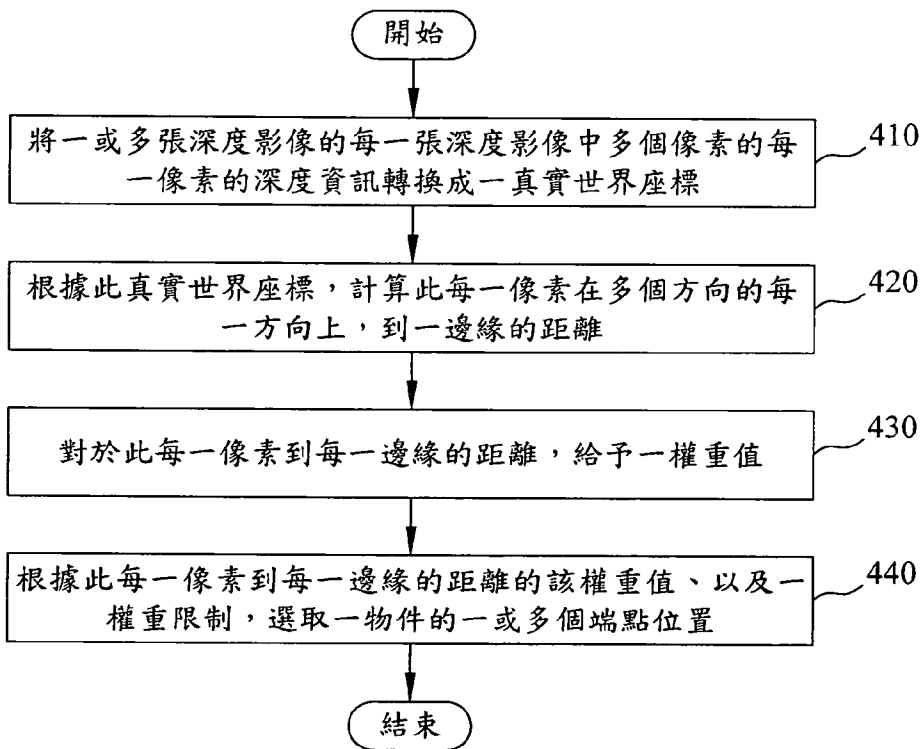 開始
將一或多張深度影像的每一張深度影像中多個像素的每
一像素的深度資訊轉換成一真實世界座標
410
根據此真實世界座標，計算此每一像素在多個方向的每
一方向上，到一邊緣的距離
420
對於此每一像素到每一邊緣的距離，給予一權重值
430
根據此每一像素到每一邊緣的距離的該權重值、以及一
權重限制，選取一物件的一或多個端點位置
440
結束